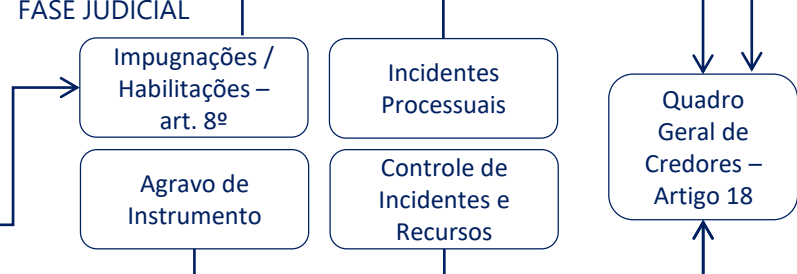 FASE JUDICIAL
Impugnações /
Habilitações –
art. 8º
Incidentes
Processuais
Quadro
Geral de
Credores –
Artigo 18
Agravo de
Instrumento
Controle de
Incidentes e
Recursos